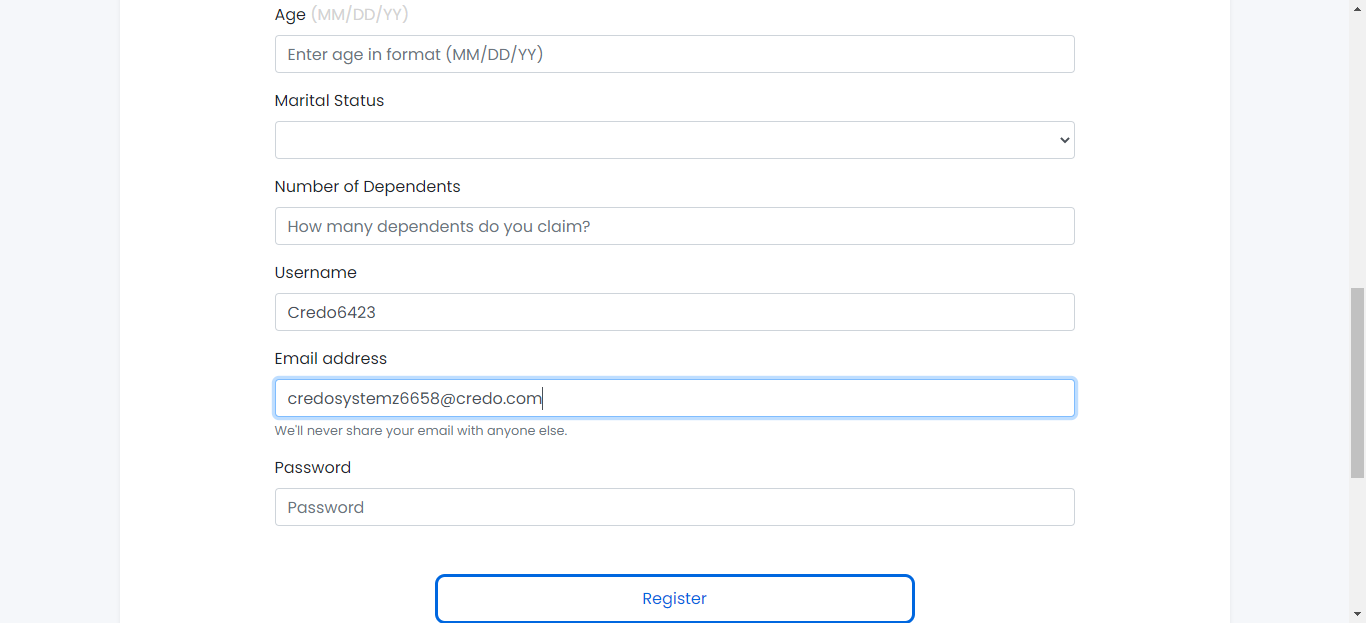 Age (MM/DD/YY)
Enter age in format (MM/DD/YY)
Marital Status
Number of Dependents
How many dependents do you claim?
Username
Credo6423
Email address
credosystemz6658@credo.com
We'll never share your email with anyone else.
Password
Password
Register